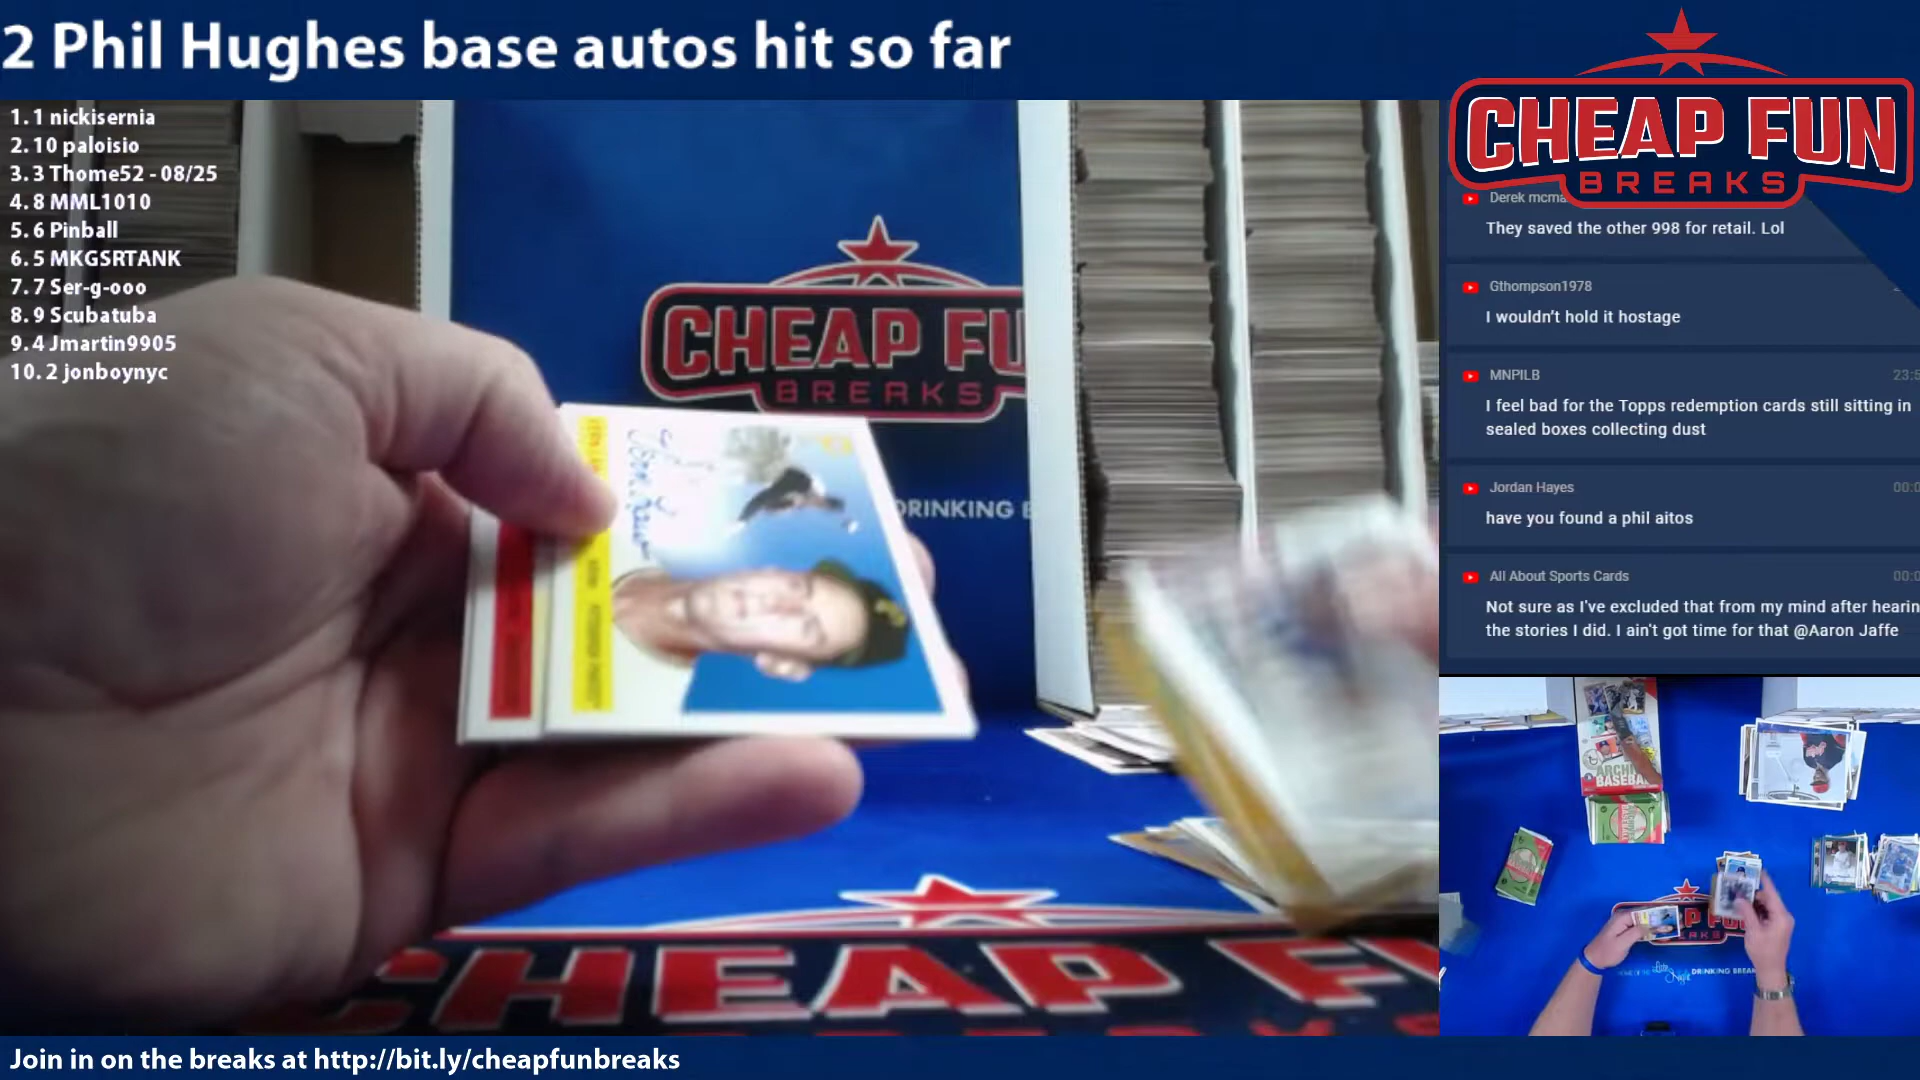 2 Phil Hughes base autos hit so far
1. 1 nickisernia
2. 10 paloisio
3. 3 Thome52 - 08/25
4. 8 MML1010
5. 6 Pinball
6. 5 MKGSRTANK
7. 7 Ser-g-ooo
8. 9 Scubatuba
9. 4 Jmartin9905
10. 2 jonboynyc
CHEAP FU
BREAKS
DRINKING
CHEAP F
CHEAP FUN
BREAKS
Derek
They saved the other 998 for retail. Lol
Gthompson1978
I wouldn't hold it hostage
MNPILB
I feel bad for the Topps redemption cards still sitting in
sealed boxes collecting dust
Jordan Hayes
have you found a phil aitos
All About Sports Cards
Not sure as I've excluded that from my mind after hearin
the stories I did. I ain't got time for that @Aaron Jaffe
DRINKING BREA
Join in on the breaks at http://bit.ly/cheapfunbreaks